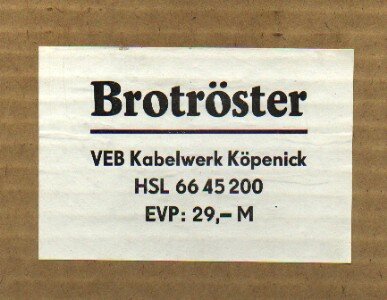 Brotröster
VEB Kabelwerk Köpenick
HSL 66 45 200
EVP: 29,– M